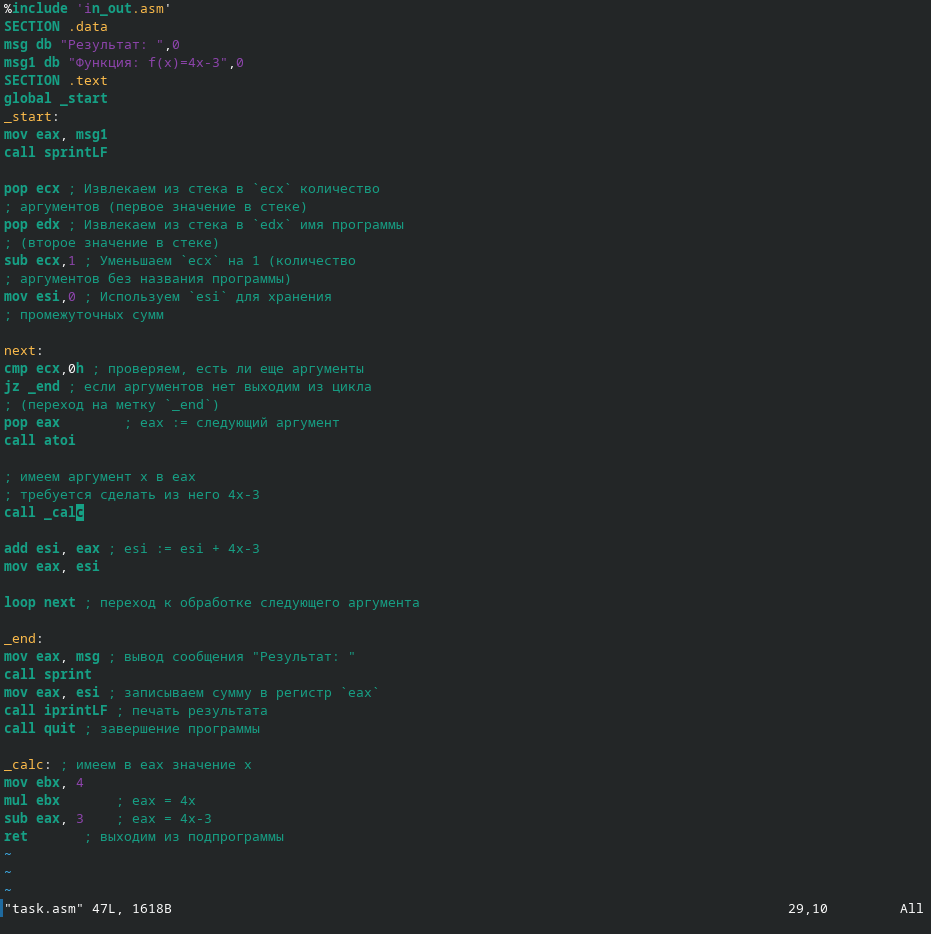 %include 'in_out.asm'
SECTION .data
msg db "Результат: ",0
msg1 db "Функция: f(x)=4x-3",0
SECTION .text
global _start
_start:
mov eax, msg1
call sprintLF
pop ecx ; Извлекаем из стека в `ecx` количество
; аргументов (первое значение в стеке)
pop edx ; Извлекаем из стека в `edx` имя программы
; (второе значение в стеке)
sub ecx,1 ; Уменьшаем `ecx` на 1 (количество
; аргументов без названия программы)
mov esi,0 ; Используем `esi` для хранения
; промежуточных сумм
next:
cmp ecx,0h ; проверяем, есть ли еще аргументы
jz _end ; если аргументов нет выходим из цикла
; (переход на метку `_end`)
pop eax        ; eax := следующий аргумент
call atoi
; имеем аргумент x в eax
; требуется сделать из него 4x-3
call _calc
add esi, eax ; esi := esi + 4x-3
mov eax, esi
loop next ; переход к обработке следующего аргумента
_end:
mov eax, msg ; вывод сообщения "Результат: "
call sprint
mov eax, esi ; записываем сумму в регистр `eax`
call iprintLF ; печать результата
call quit ; завершение программы
_calc: ; имеем в eax значение x
mov ebx, 4
mul ebx       ; eax = 4x
sub eax, 3    ; eax = 4x-3
ret       ; выходим из подпрограммы
~
~
~
"task.asm" 47L, 1618B 29,10 All